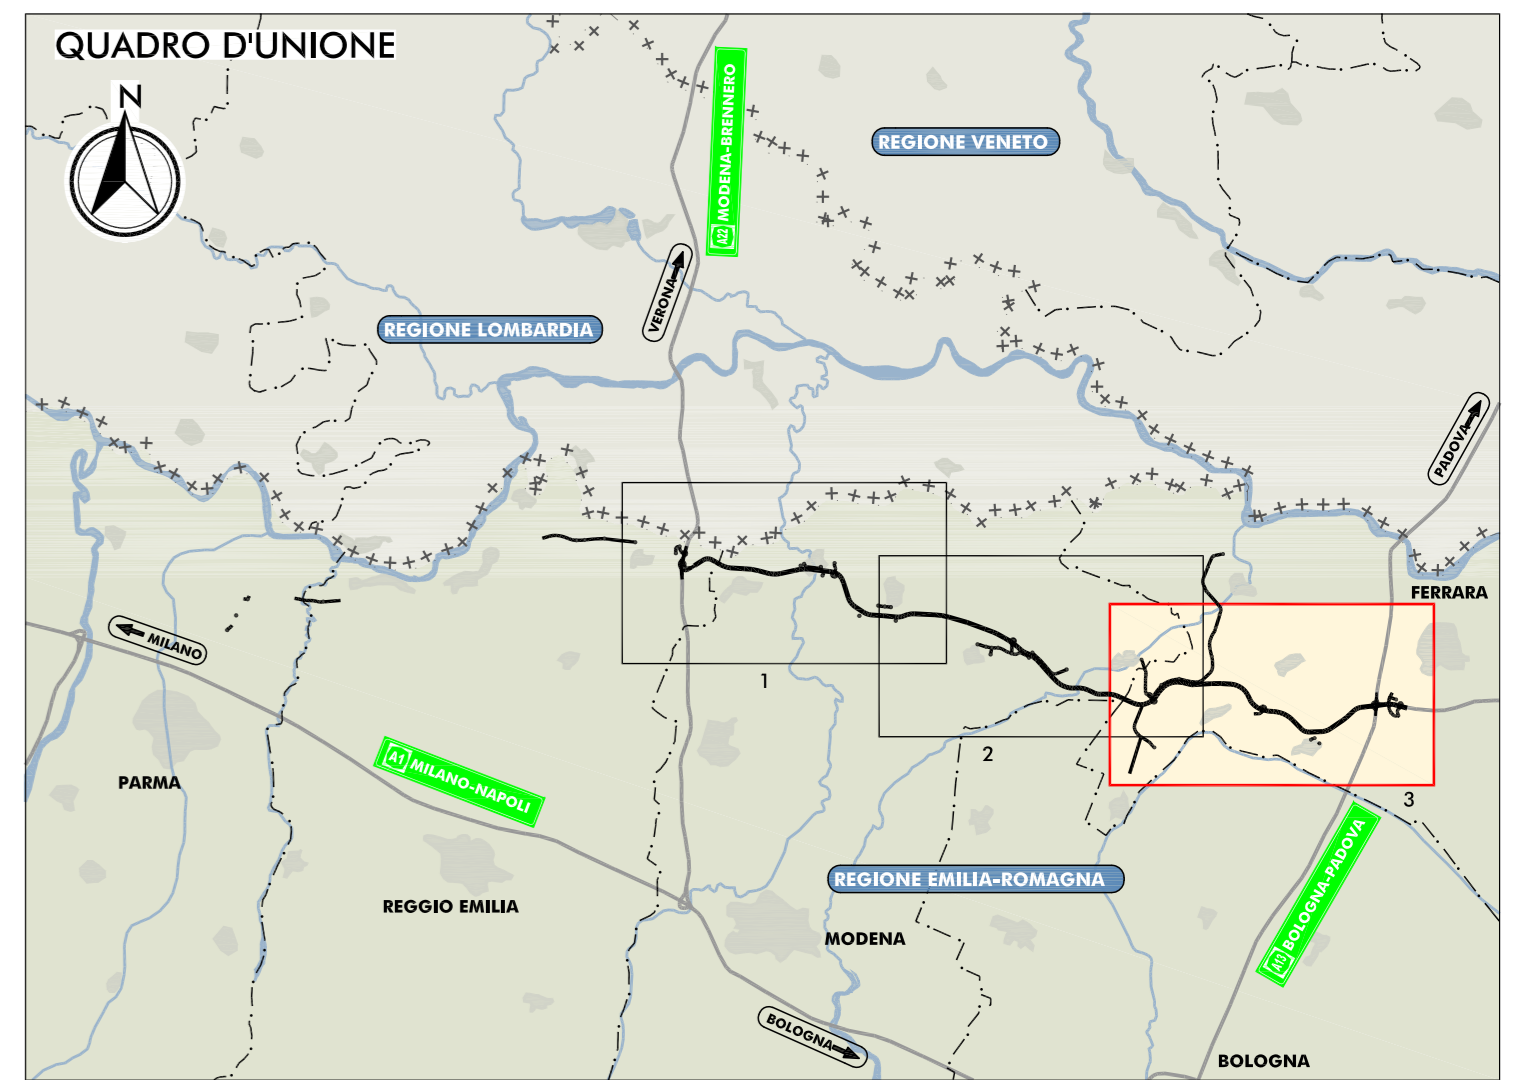 QUADRO D'UNIONE
N
A22 MODENA-BRENNERO
REGIONE VENETO
VERONA
REGIONE LOMBARDIA
PADOVA
FERRARA
MILANO
1
2
3
PARMA
A1 MILANO-NAPOLI
A13 BOLOGNA-PADOVA
REGIONE EMILIA-ROMAGNA
REGGIO EMILIA
MODENA
BOLOGNA
BOLOGNA